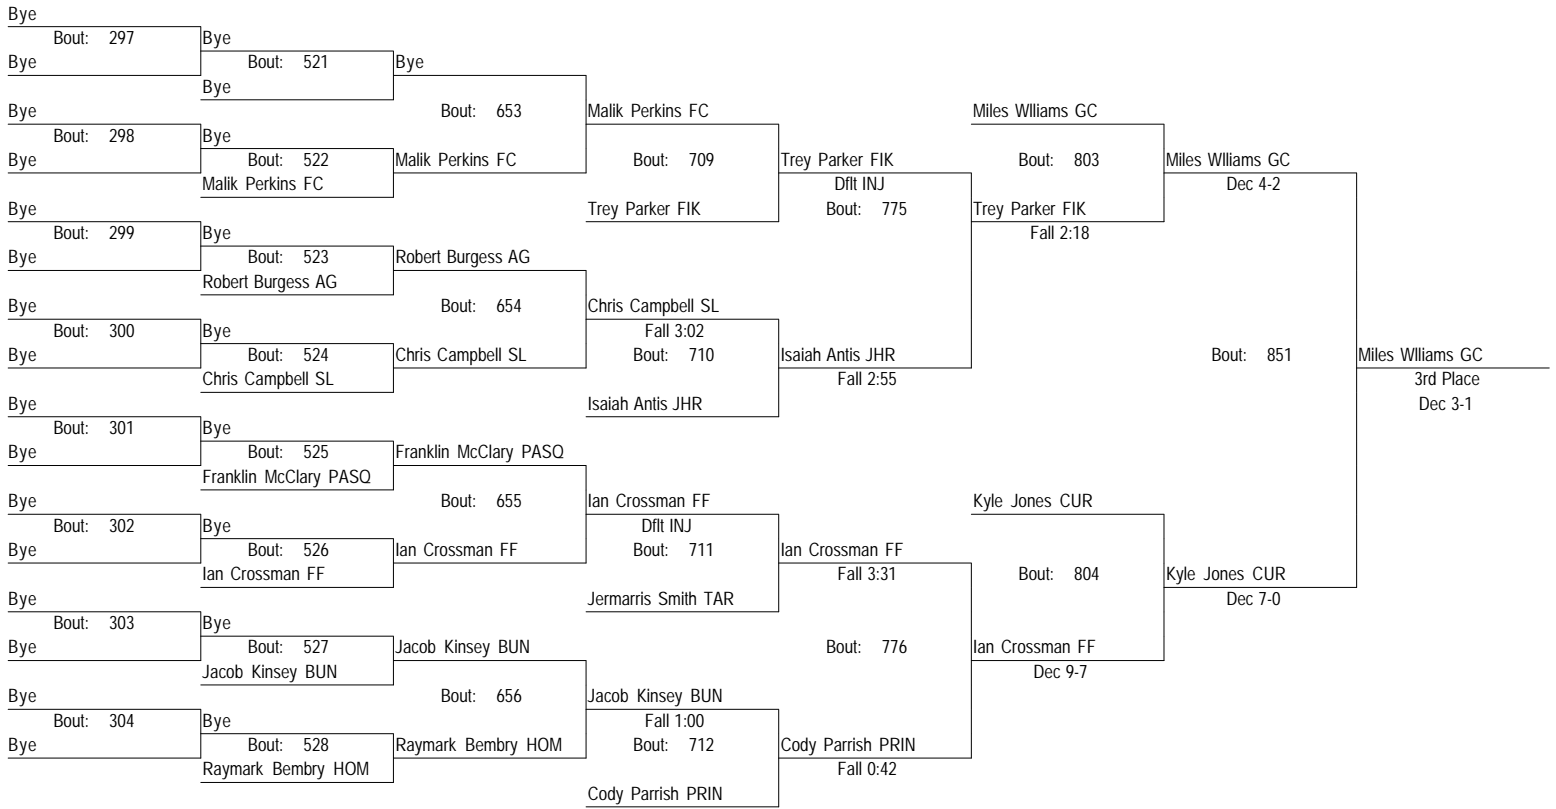 Bye
Bout: 297 Bye
Bye Bout: 521 Bye
Bye
Bye Bout: 653 Malik Perkins FC Miles Wlliams GC
Bout: 298 Bye
Bye Bout: 522 Malik Perkins FC Bout: 709 Trey Parker FIK Bout: 803 Miles Wlliams GC
Malik Perkins FC Dflt INJ Dec 4-2
Bye Trey Parker FIK Bout: 775 Trey Parker FIK
Bout: 299 Bye Fall 2:18
Bye Bout: 523 Robert Burgess AG
Robert Burgess AG
Bye Bout: 654 Chris Campbell SL
Bout: 300 Bye Fall 3:02
Bye Bout: 524 Chris Campbell SL Bout: 710 Isaiah Antis JHR Bout: 851 Miles Wlliams GC
Chris Campbell SL Fall 2:55 3rd Place
Bye Isaiah Antis JHR Dec 3-1
Bout: 301 Bye
Bye Bout: 525 Franklin McClary PASQ
Franklin McClary PASQ
Bye Bout: 655 Ian Crossman FF Kyle Jones CUR
Bout: 302 Bye Dflt INJ
Bye Bout: 526 Ian Crossman FF Bout: 711 Ian Crossman FF
Ian Crossman FF Fall 3:31 Bout: 804 Kyle Jones CUR
Bye Jermarris Smith TAR Dec 7-0
Bout: 303 Bye
Bye Bout: 527 Jacob Kinsey BUN Bout: 776 Ian Crossman FF
Jacob Kinsey BUN Dec 9-7
Bye Bout: 656 Jacob Kinsey BUN
Bout: 304 Bye Fall 1:00
Bye Bout: 528 Raymark Bembry HOM Bout: 712 Cody Parrish PRIN
Raymark Bembry HOM Fall 0:42
Cody Parrish PRIN